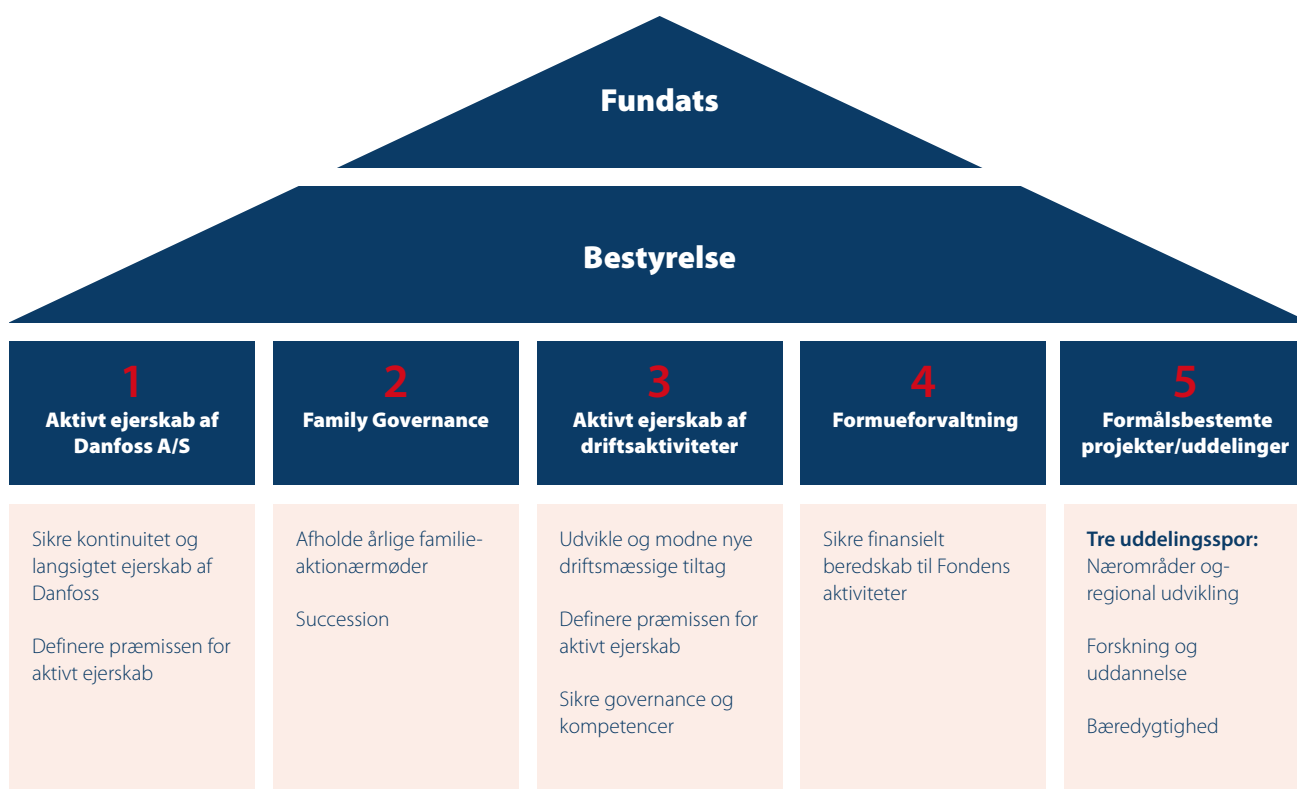 Fundats
Bestyrelse
1
Aktivt ejerskab af
Danfoss A/S
2
Family Governance
3
Aktivt ejerskab af
driftsaktiviteter
4
Formueforvaltning
5
Formålsbestemte
projekter/uddelinger
Sikre kontinuitet og
langsigtet ejerskab af
Danfoss
Definere præmissen for
aktivt ejerskab
Afholde årlige familie-
aktionærmøder
Succession
Udvikle og modne nye
driftsmæssige tiltag
Definere præmissen for
aktivt ejerskab
Sikre governance og
kompetencer
Sikre finansielt
beredskab til Fondens
aktiviteter
Tre uddelingsspor:
Nærområder og-
regional udvikling
Forskning og
uddannelse
Bæredygtighed